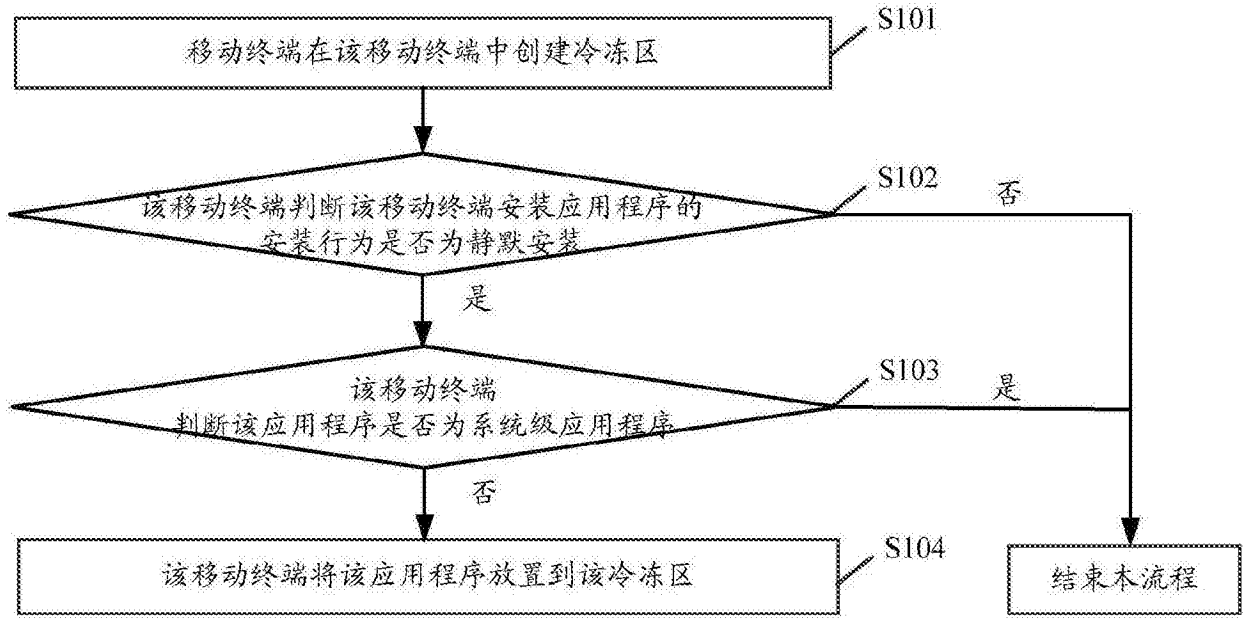 S101
移动终端在该移动终端中创建冷冻区
S102
否
该移动终端判断该移动终端安装应用程序的
安装行为是否为静默安装
是
S103
是
该移动终端
判断该应用程序是否为系统级应用程序
否
S104
该移动终端将该应用程序放置到该冷冻区
结束本流程